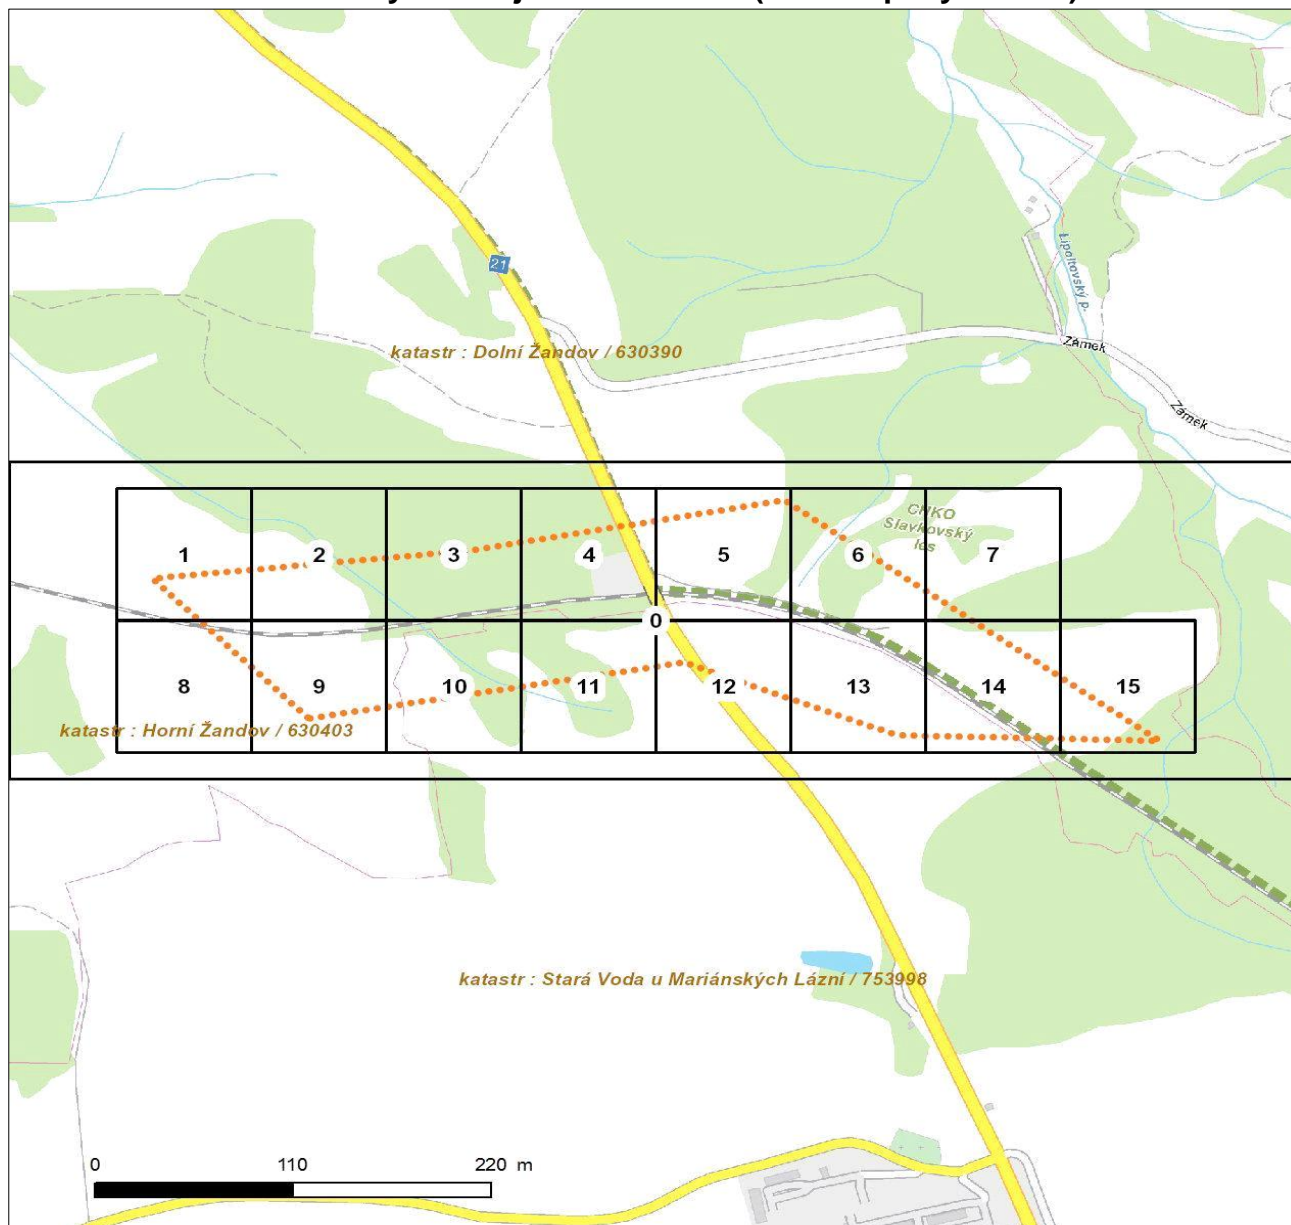 21
Lipoltovský p.
katastr : Dolní Žandov / 630390
Zámek
Zámek
CHKO
Slavkovský
les
1
2
3
4
5
6
7
0
8
9
10
11
12
13
14
15
katastr : Horní Žandov / 630403
katastr : Stará Voda u Mariánských Lázní / 753998
0 110 220 m